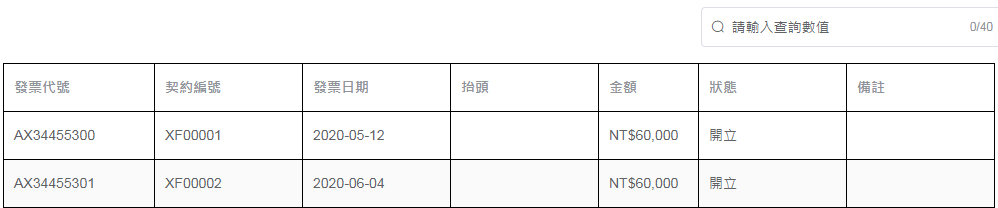 請輸入查詢數值 0/40
發票代號 契約編號 發票日期 抬頭 金額 狀態 備註
AX34455300 XF00001 2020-05-12 NT$60,000 開立
AX34455301 XF00002 2020-06-04 NT$60,000 開立